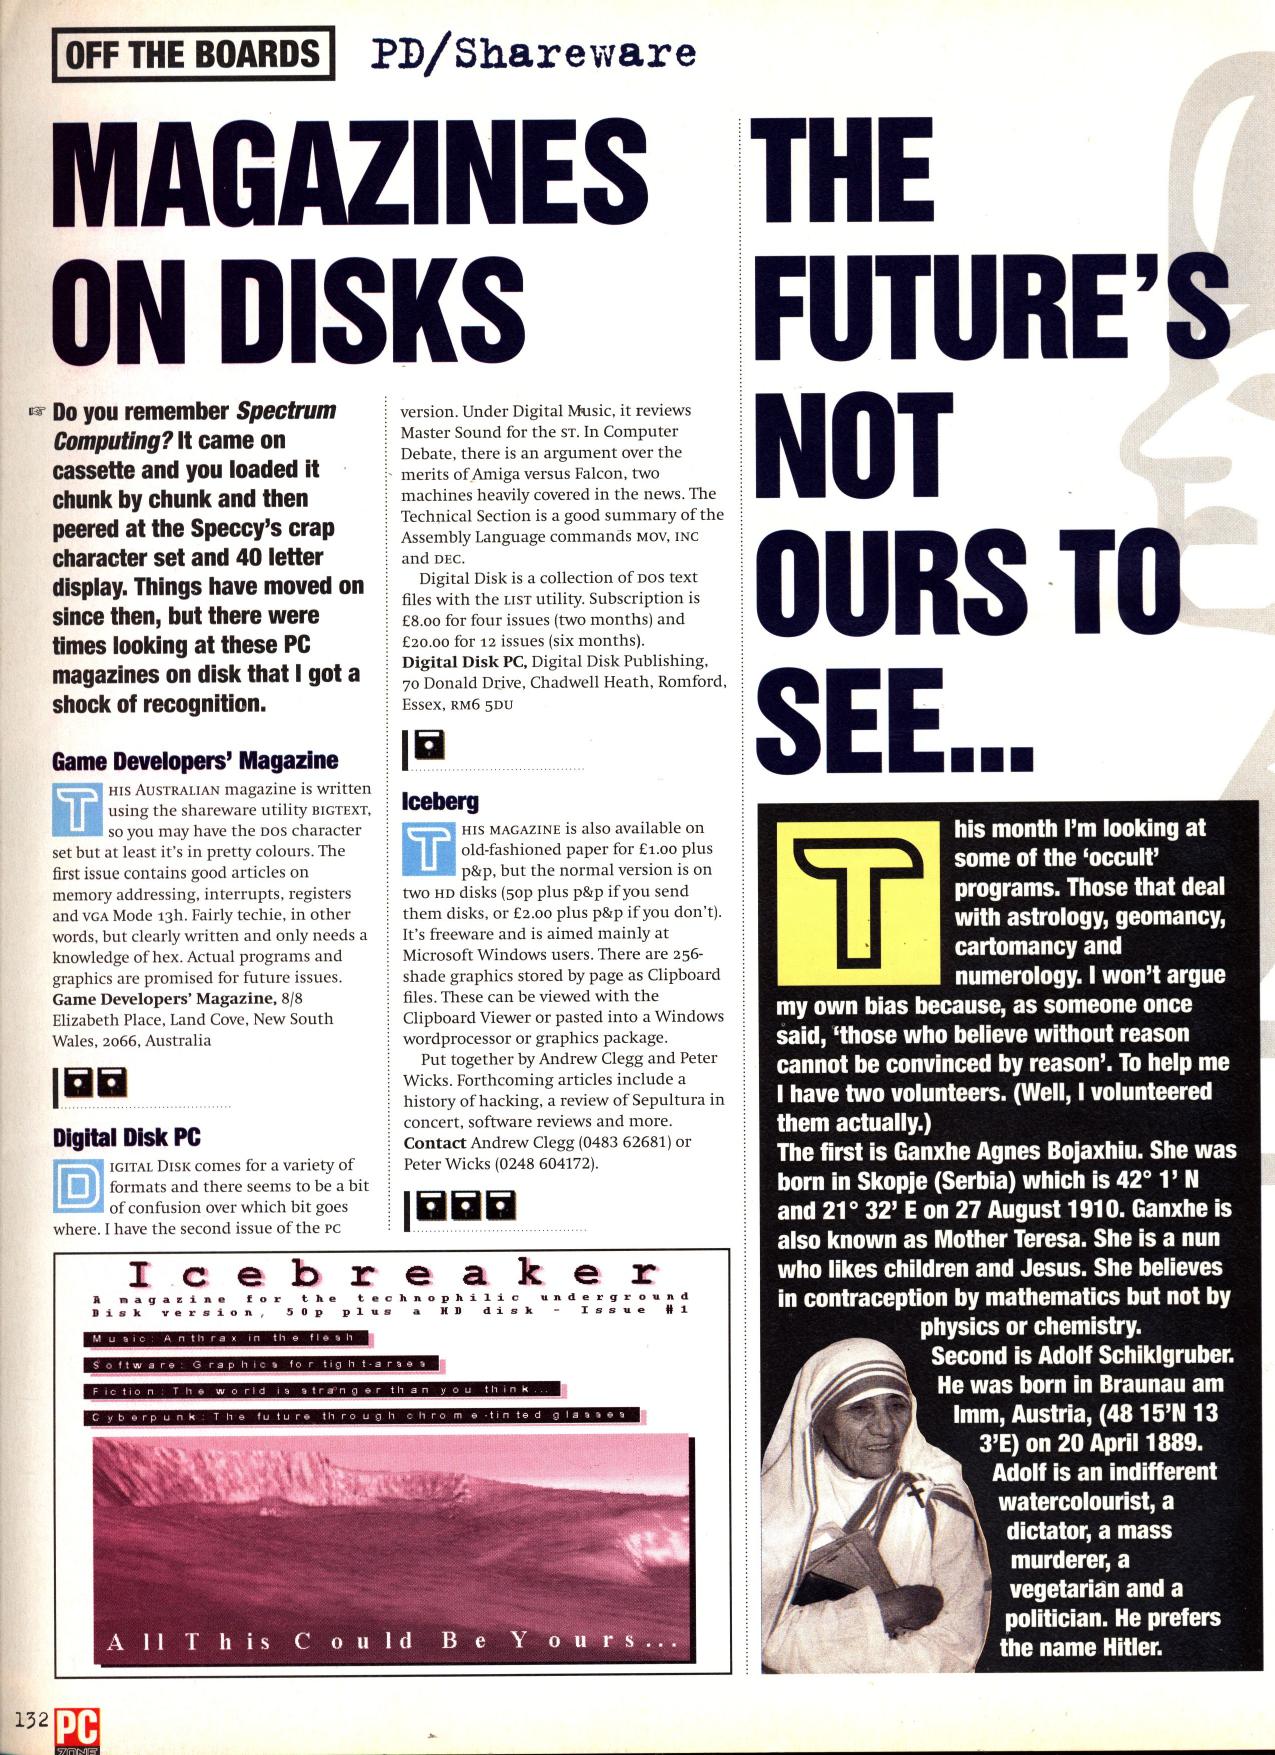 OFF THE BOARDS
PD/Shareware
MAGAZINES
ON DISKS
☞ Do you remember Spectrum
Computing? It came on
cassette and you loaded it
chunk by chunk and then
peered at the Speccy's crap
character set and 40 letter
display. Things have moved on
since then, but there were
times looking at these PC
magazines on disk that I got a
shock of recognition.
Game Developers' Magazine
THIS AUSTRALIAN magazine is written
using the shareware utility BIGTEXT,
so you may have the DOS character
set but at least it's in pretty colours. The
first issue contains good articles on
memory addressing, interrupts, registers
and VGA Mode 13h. Fairly techie, in other
words, but clearly written and only needs a
knowledge of hex. Actual programs and
graphics are promised for future issues.
Game Developers' Magazine, 8/8
Elizabeth Place, Land Cove, New South
Wales, 2066, Australia
Digital Disk PC
DIGITAL DISK comes for a variety of
formats and there seems to be a bit
of confusion over which bit goes
where. I have the second issue of the PC
version. Under Digital Music, it reviews
Master Sound for the ST. In Computer
Debate, there is an argument over the
merits of Amiga versus Falcon, two
machines heavily covered in the news. The
Technical Section is a good summary of the
Assembly Language commands MOV, INC
and DEC.
Digital Disk is a collection of DOS text
files with the LIST utility. Subscription is
£8.00 for four issues (two months) and
£20.00 for 12 issues (six months).
Digital Disk PC, Digital Disk Publishing,
70 Donald Drive, Chadwell Heath, Romford,
Essex, RM6 5DU
Iceberg
THIS MAGAZINE is also available on
old-fashioned paper for £1.00 plus
p&p, but the normal version is on
two HD disks (50p plus p&p if you send
them disks, or £2.00 plus p&p if you don't).
It's freeware and is aimed mainly at
Microsoft Windows users. There are 256-
shade graphics stored by page as Clipboard
files. These can be viewed with the
Clipboard Viewer or pasted into a Windows
wordprocessor or graphics package.
Put together by Andrew Clegg and Peter
Wicks. Forthcoming articles include a
history of hacking, a review of Sepultura in
concert, software reviews and more.
Contact Andrew Clegg (0483 62681) or
Peter Wicks (0248 604172).
Icebreaker
A magazine for the technophilic underground
Disk version, 50p plus a HD disk - Issue #1
Music: Anthrax in the flesh
Software: Graphics for tight-arses
Fiction: The world is stranger than you think...
Cyberpunk: The future through chrome-tinted glasses
All This Could Be Yours...
THE
FUTURE'S
NOT
OURS TO
SEE...
This month I'm looking at
some of the 'occult'
programs. Those that deal
with astrology, geomancy,
cartomancy and
numerology. I won't argue
my own bias because, as someone once
said, 'those who believe without reason
cannot be convinced by reason'. To help me
I have two volunteers. (Well, I volunteered
them actually.)
The first is Ganxhe Agnes Bojaxhiu. She was
born in Skopje (Serbia) which is 42° 1' N
and 21° 32' E on 27 August 1910. Ganxhe is
also known as Mother Teresa. She is a nun
who likes children and Jesus. She believes
in contraception by mathematics but not by
physics or chemistry.
Second is Adolf Schiklgruber.
He was born in Braunau am
Imm, Austria, (48 15'N 13
3'E) on 20 April 1889.
Adolf is an indifferent
watercolourist, a
dictator, a mass
murderer, a
vegetarian and a
politician. He prefers
the name Hitler.
132
PC
ZONE